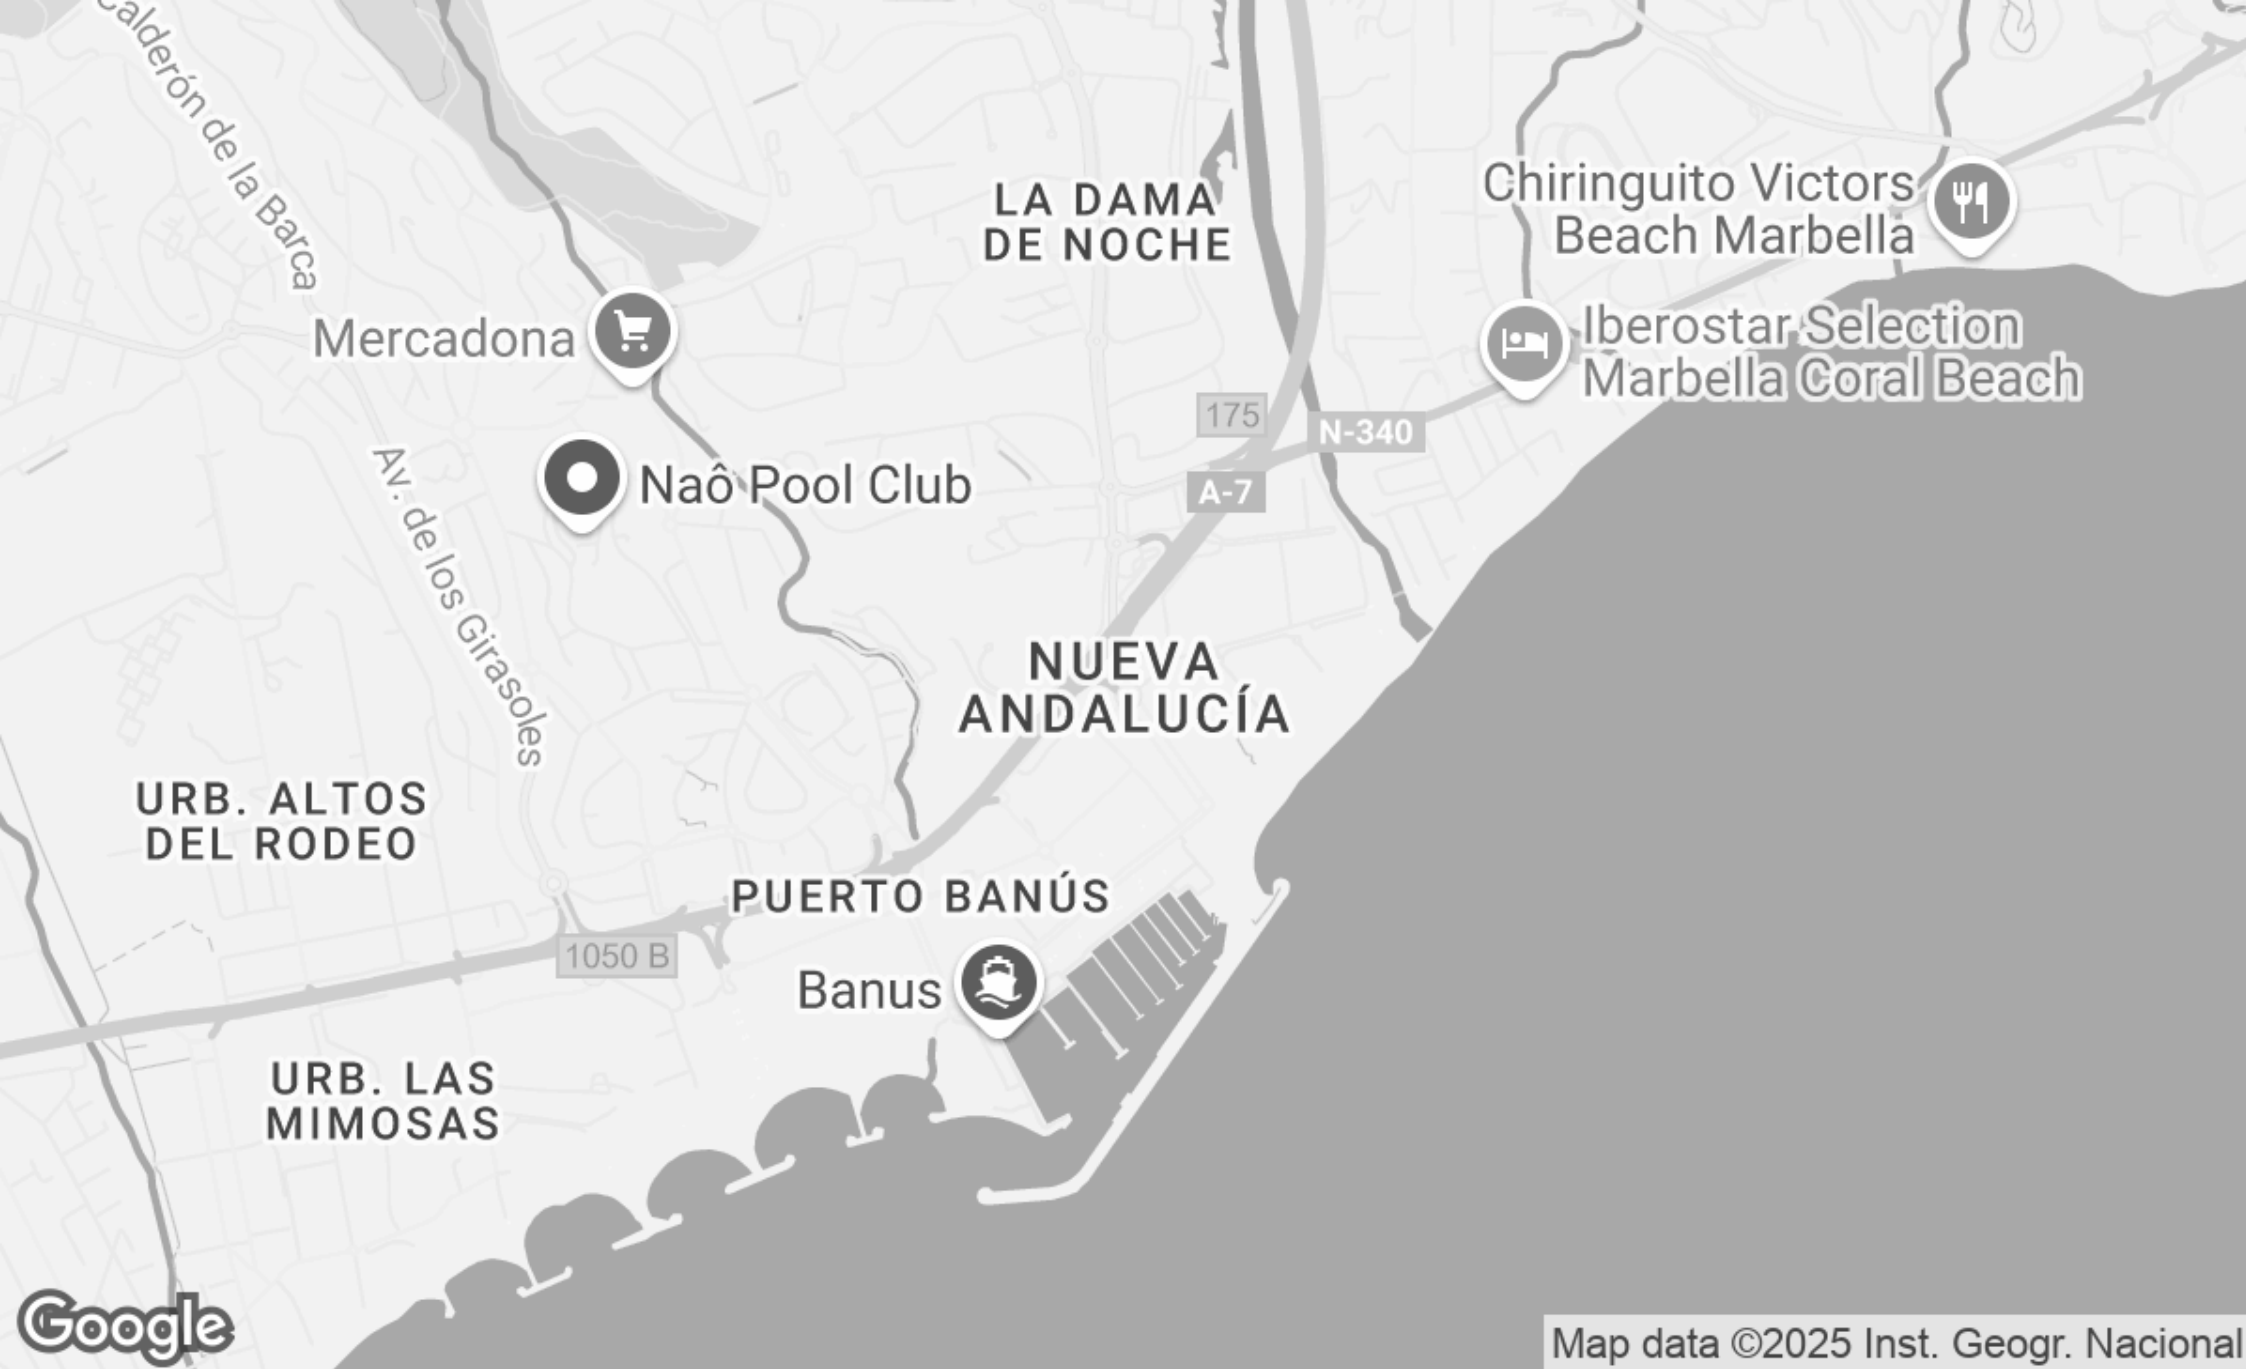 Calderón de la Barca
LA DAMA
DE NOCHE
Chiringuito Victors
Beach Marbella
Mercadona
Iberostar Selection
Marbella Coral Beach
175
N-340
Naô Pool Club
A-7
Av. de los Girasoles
NUEVA
ANDALUCÍA
URB. ALTOS
DEL RODEO
PUERTO BANÚS
1050 B
Banus
URB. LAS
MIMOSAS
Google
Map data ©2025 Inst. Geogr. Nacional